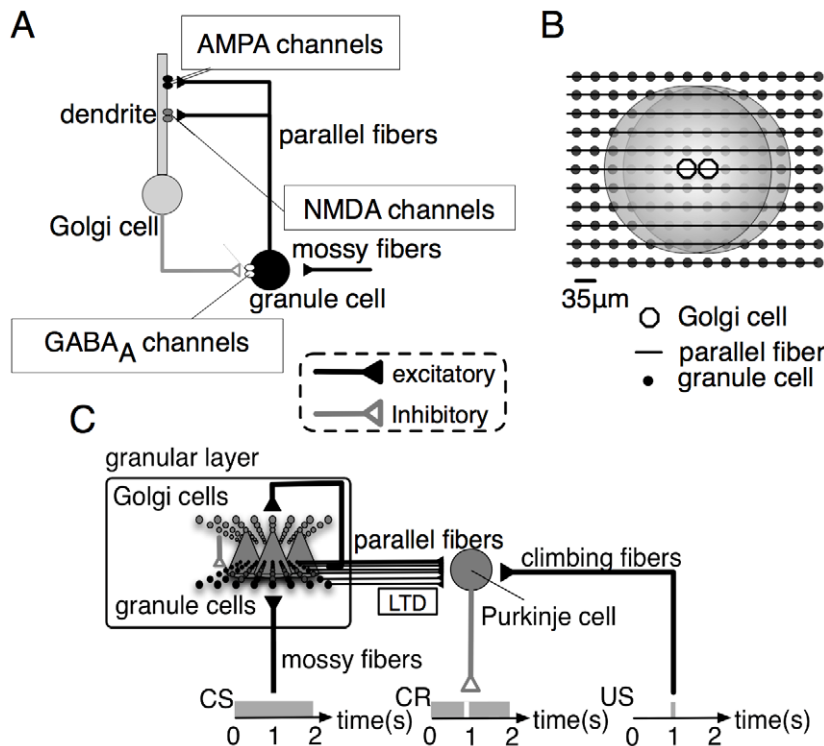 A
AMPA channels
dendrite
parallel fibers
NMDA channels
Golgi cell
mossy fibers
granule cell
GABAA channels
B
35µm
Golgi cell
parallel fiber
granule cell
excitatory
Inhibitory
C
granular layer
Golgi cells
parallel fibers
climbing fibers
granule cells
LTD
Purkinje cell
mossy fibers
CS
time(s)
0 1 2
CR
time(s)
0 1 2
US
time(s)
0 1 2